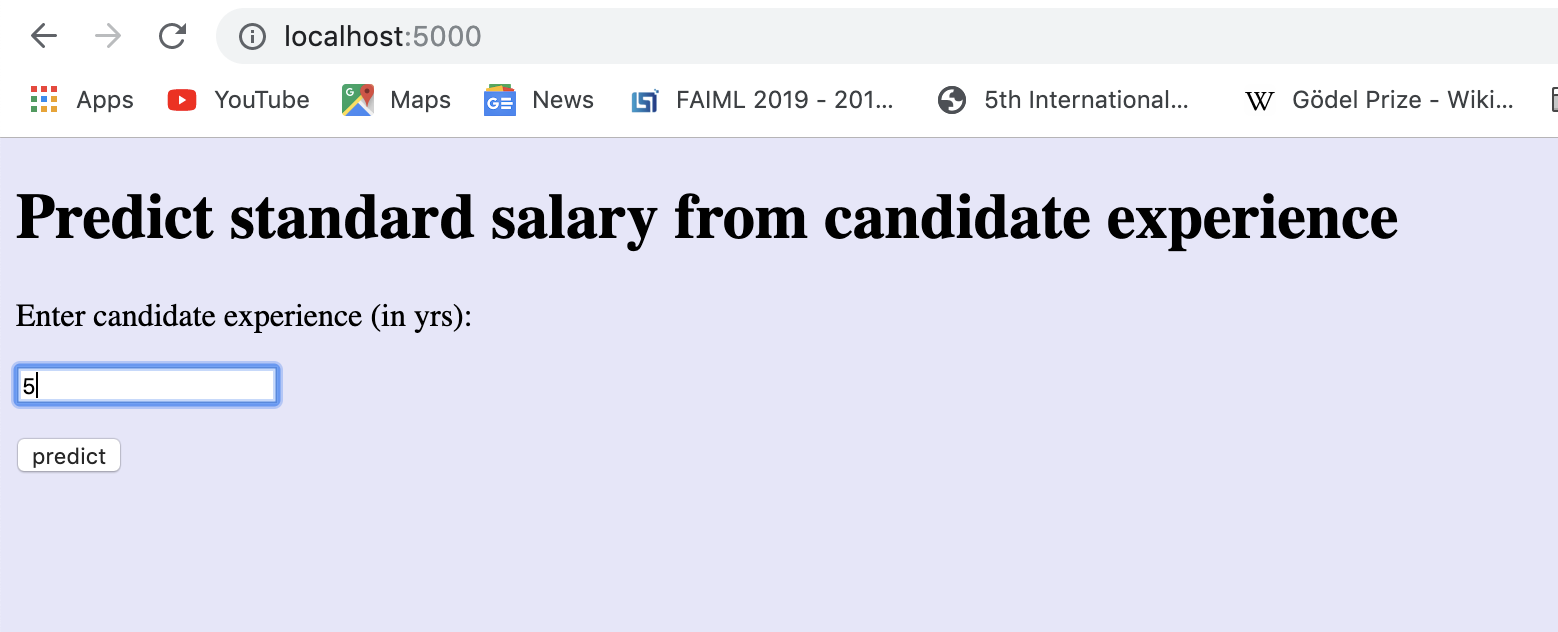 localhost:5000
Apps YouTube Maps News FAIML 2019 - 201... 5th International... W Gödel Prize - Wiki...
Predict standard salary from candidate experience
Enter candidate experience (in yrs):
5
predict